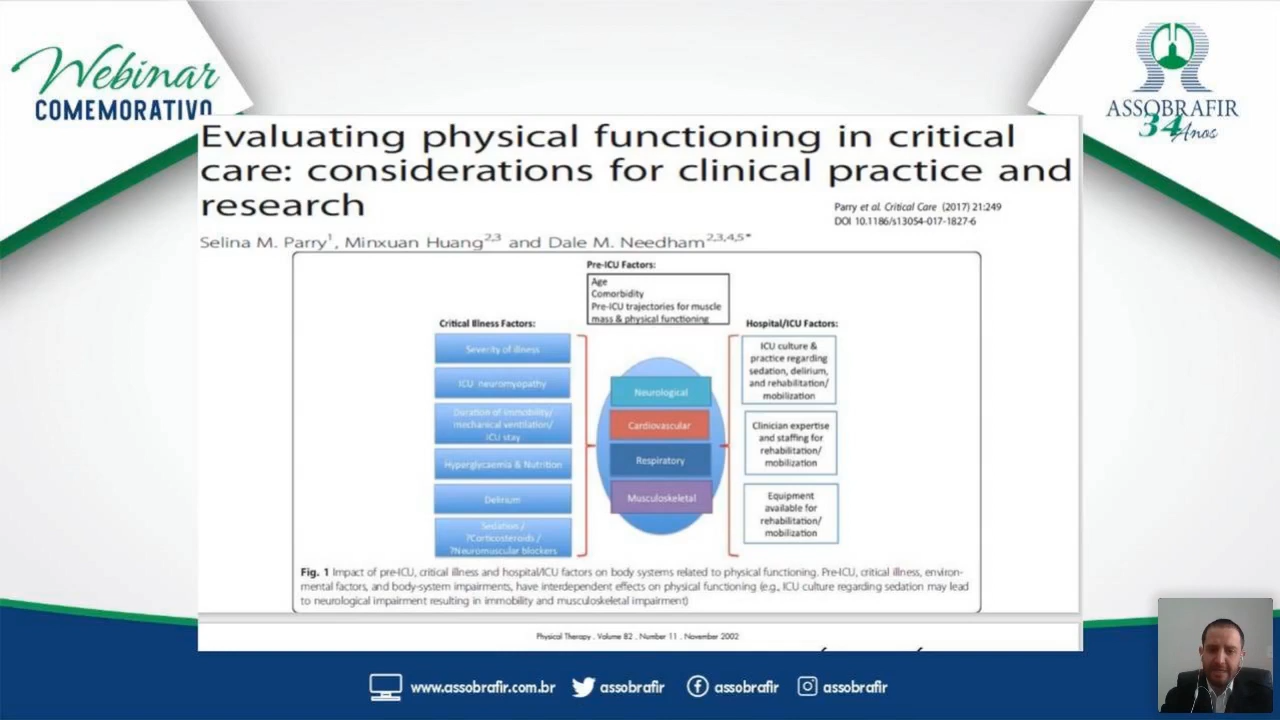 Webinar
COMEMORATIVO
ASSOBRAFIR
34 Anos
Evaluating physical functioning in critical
care: considerations for clinical practice and
research
Parry et al. Critical Care (2017) 21:249
DOI 10.1186/s13054-017-1827-6
Selina M. Parry1, Minxuan Huang2,3 and Dale M. Needham2,3,4,5*
Pre-ICU Factors:
Age
Comorbidity
Pre-ICU trajectories for muscle
mass & physical functioning
Critical Illness Factors:
Severity of illness
ICU neuromyopathy
Duration of immobility/
mechanical ventilation/
ICU stay
Hyperglycaemia & Nutrition
Delirium
Sedation /
?Corticosteroids /
?Neuromuscular blockers
Neurological
Cardiovascular
Respiratory
Musculoskeletal
Hospital/ICU Factors:
ICU culture &
practice regarding
sedation, delirium,
and rehabilitation/
mobilization
Clinician expertise
and staffing for
rehabilitation/
mobilization
Equipment
available for
rehabilitation/
mobilization
Fig. 1 Impact of pre-ICU, critical illness and hospital/ICU factors on body systems related to physical functioning. Pre-ICU, critical illness, environ-
mental factors, and body-system impairments, have interdependent effects on physical functioning (e.g., ICU culture regarding sedation may lead
to neurological impairment resulting in immobility and musculoskeletal impairment)
Physical Therapy . Volume 82 . Number 11 . November 2002
www.assobrafir.com.br
assobrafir
assobrafir
assobrafir